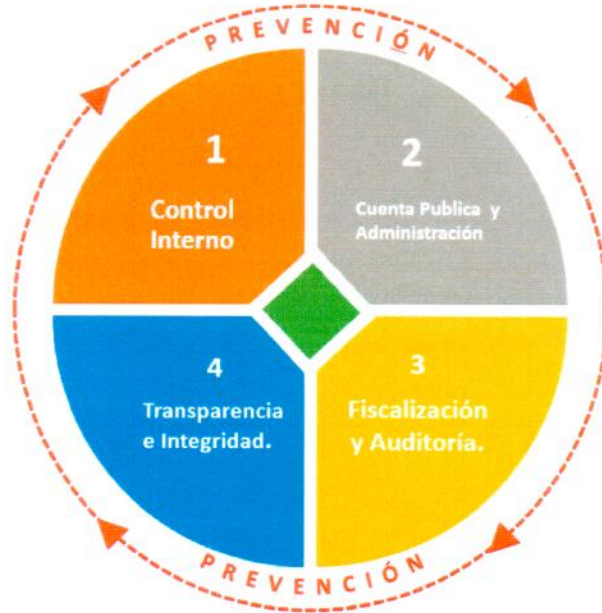 PREVENCIÓN
1
Control
Interno
2
Cuenta Publica y
Administración
3
Fiscalización
y Auditoría.
4
Transparencia
e Integridad.
PREVENCIÓN